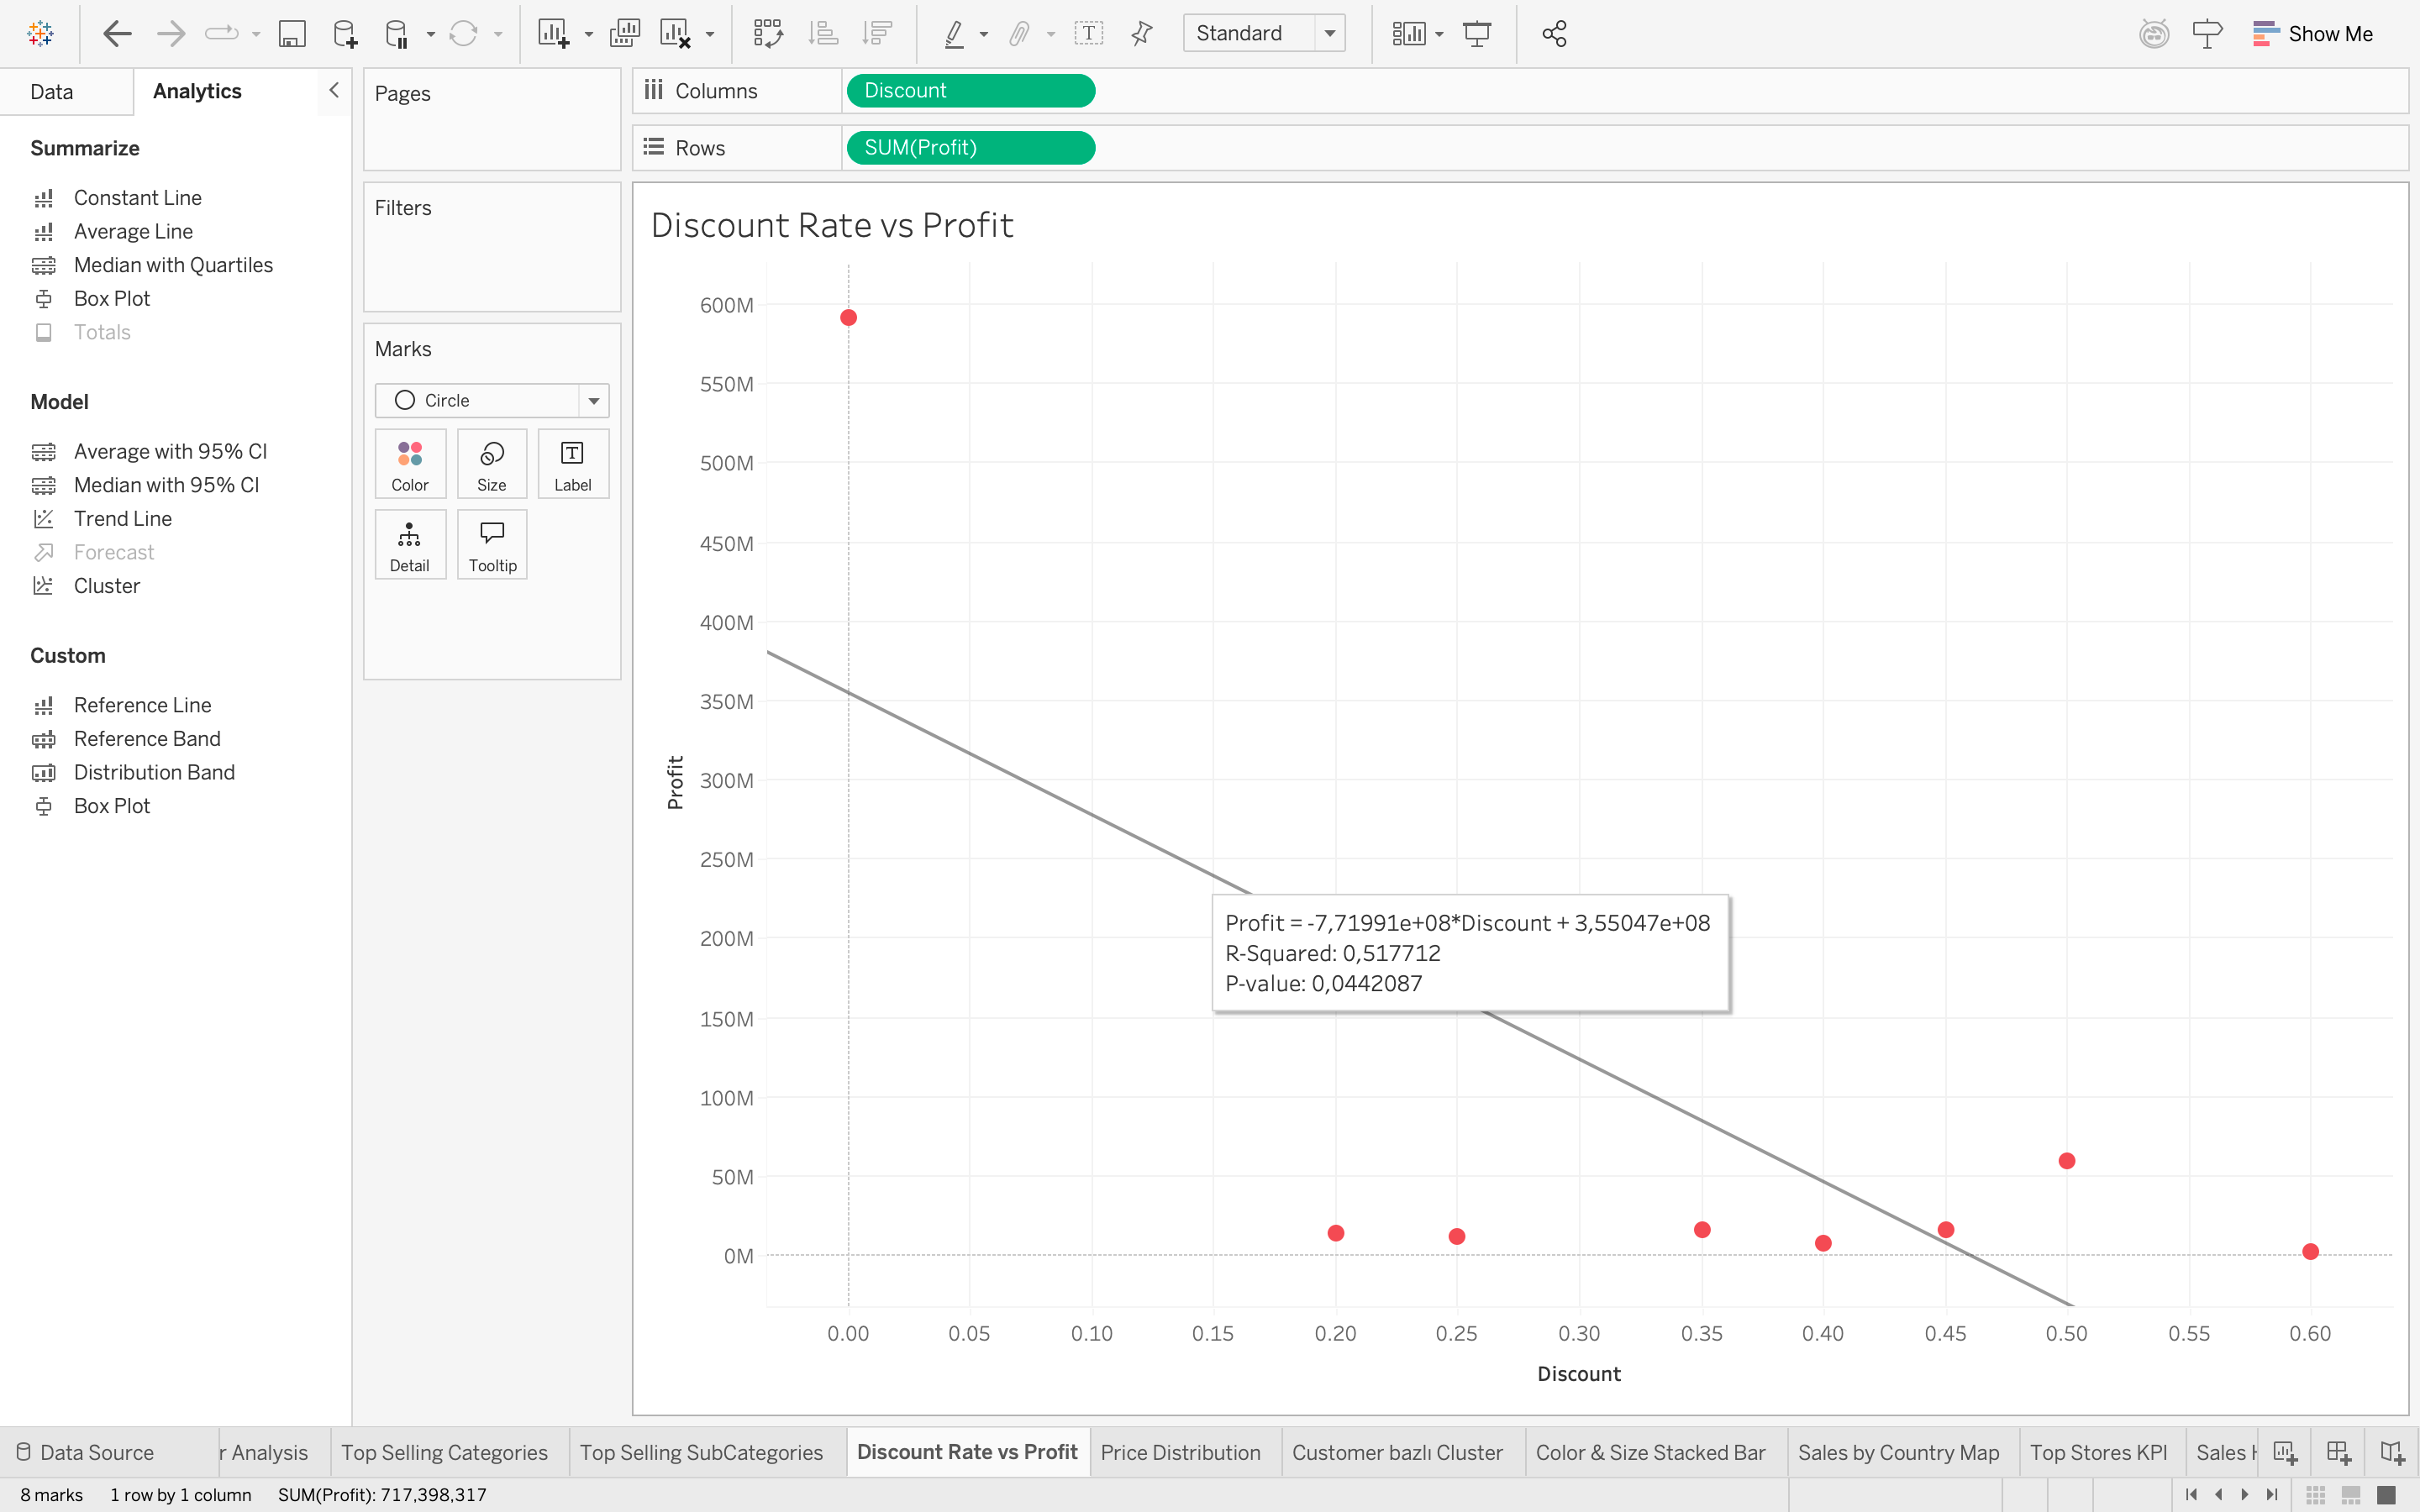 Standard
Show Me
Data
Analytics
Summarize
Constant Line
Average Line
Median with Quartiles
Box Plot
Totals
Model
Average with 95% CI
Median with 95% CI
Trend Line
Forecast
Cluster
Custom
Reference Line
Reference Band
Distribution Band
Box Plot
Pages
Filters
Marks
Circle
Color
Size
Label
Detail
Tooltip
Columns
Discount
Rows
SUM(Profit)
Discount Rate vs Profit
600M
550M
500M
450M
400M
350M
300M
250M
200M
150M
100M
50M
0M
Profit
Profit = -7,71991e+08*Discount + 3,55047e+08
R-Squared: 0,517712
P-value: 0,0442087
0.00 0.05 0.10 0.15 0.20 0.25 0.30 0.35 0.40 0.45 0.50 0.55 0.60
Discount
Data Source
r Analysis
Top Selling Categories
Top Selling SubCategories
Discount Rate vs Profit
Price Distribution
Customer bazlı Cluster
Color & Size Stacked Bar
Sales by Country Map
Top Stores KPI
Sales
8 marks
1 row by 1 column
SUM(Profit): 717,398,317